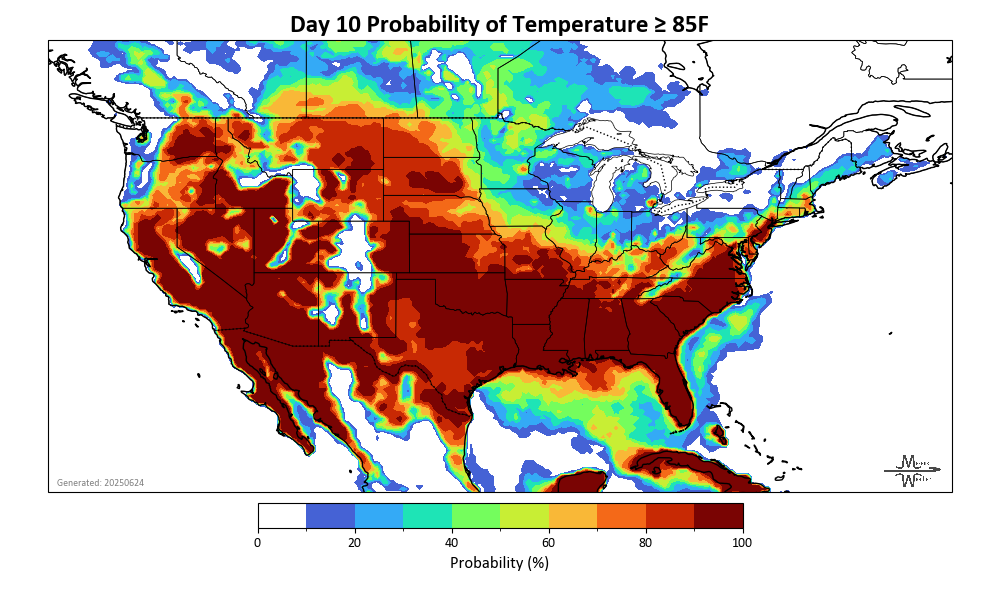 Day 10 Probability of Temperature ≥ 85F
Generated: 20250624
0 20 40 60 80 100
Probability (%)